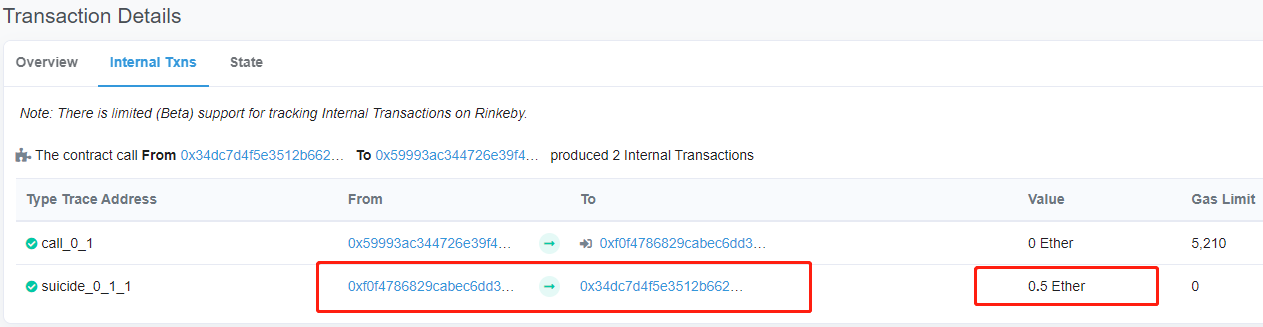 Transaction Details
Overview Internal Txns State
Note: There is limited (Beta) support for tracking Internal Transactions on Rinkeby.
The contract call From 0x34dc7d4f5e3512b662... To 0x59993ac344726e39f4... produced 2 Internal Transactions
Type Trace Address From To Value Gas Limit
call_0_1 0x59993ac344726e39f4... 0xf0f4786829cabec6dd3... 0 Ether 5,210
suicide_0_1_1 0xf0f4786829cabec6dd3... 0x34dc7d4f5e3512b662... 0.5 Ether 0